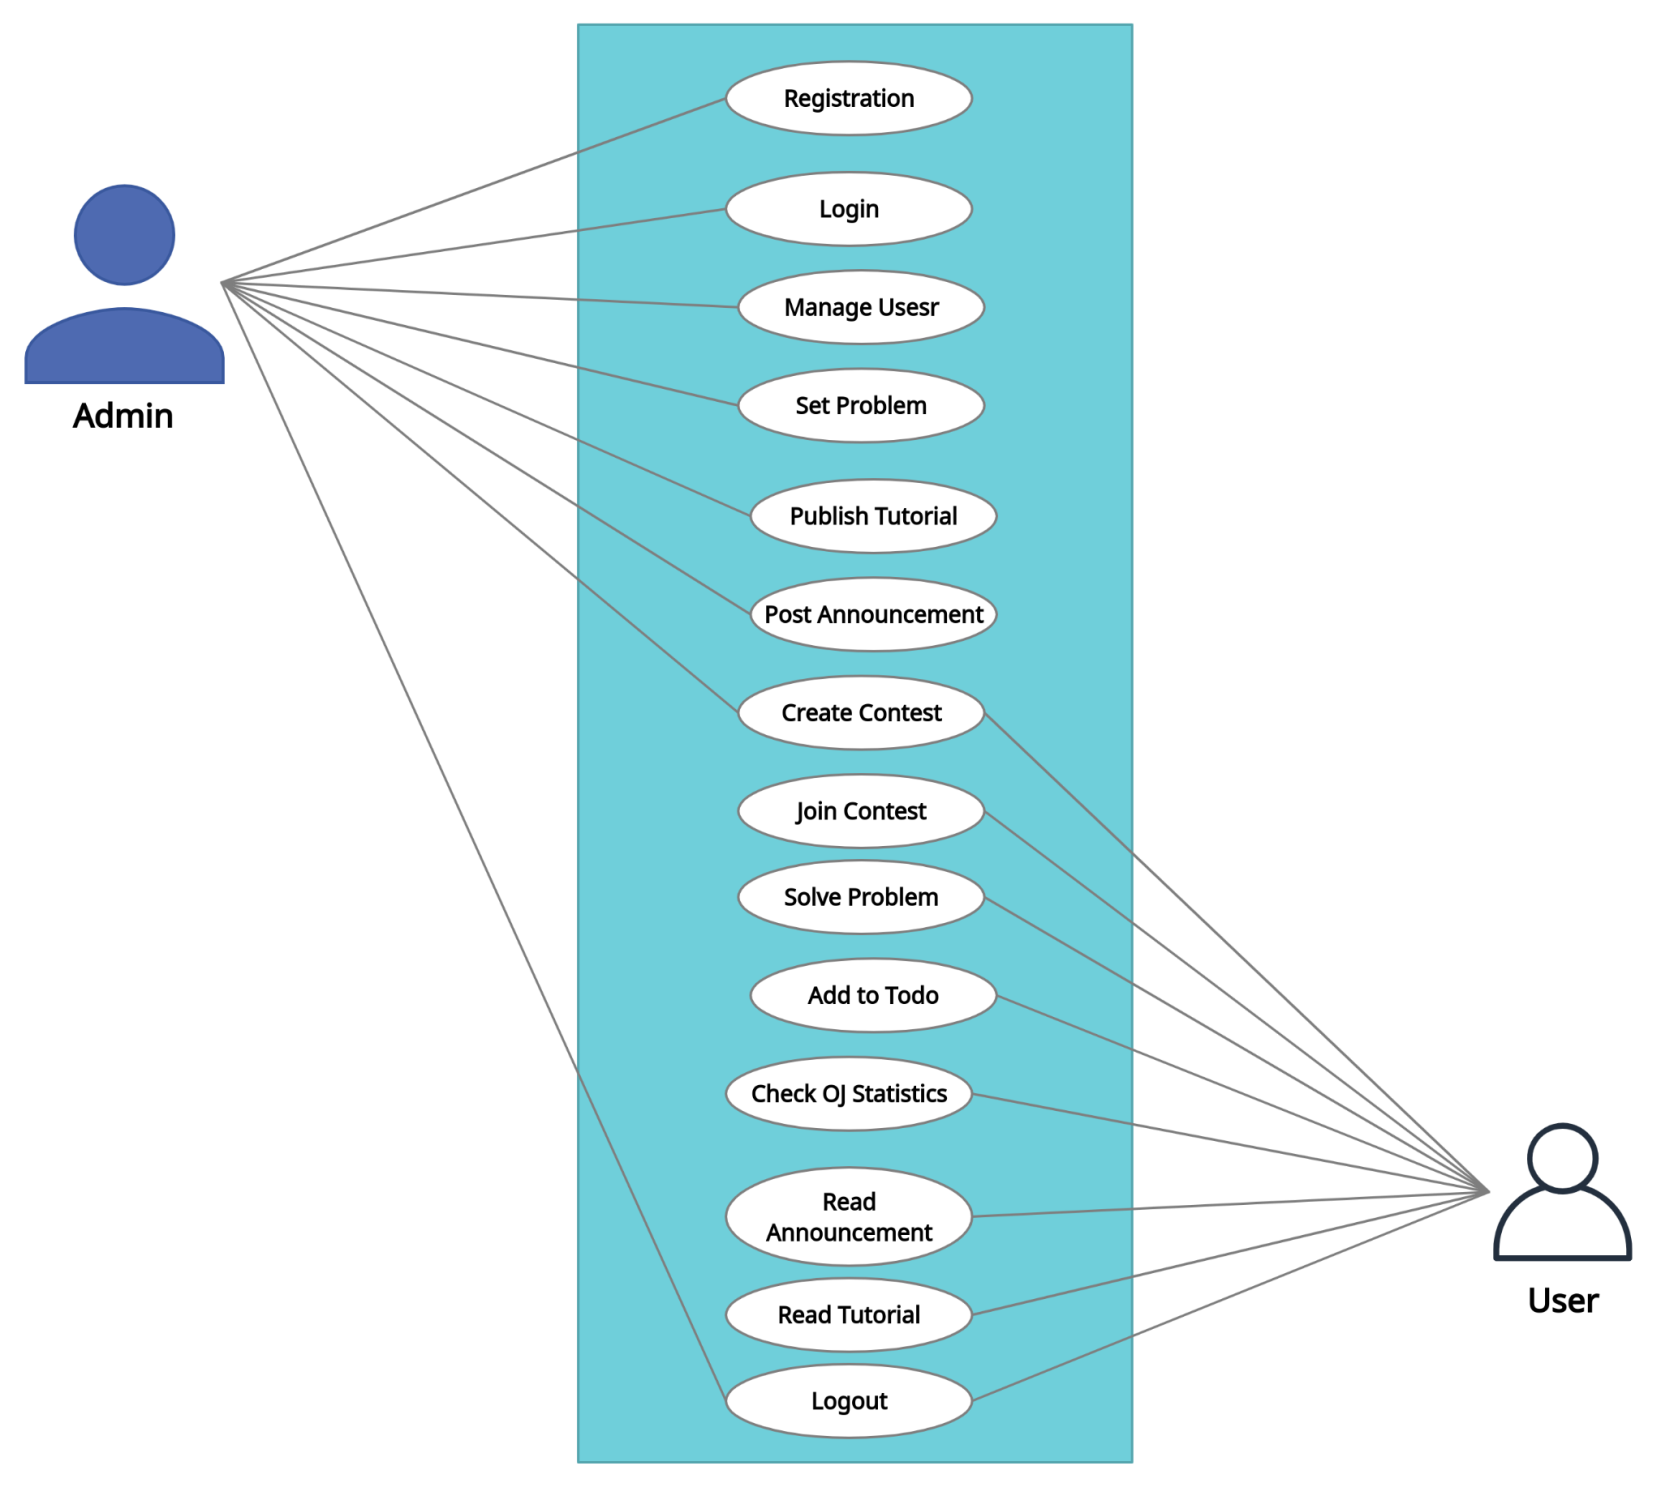 Registration
Login
Manage Usesr
Set Problem
Admin
Publish Tutorial
Post Announcement
Create Contest
Join Contest
Solve Problem
Add to Todo
Check OJ Statistics
Read
Announcement
Read Tutorial
User
Logout